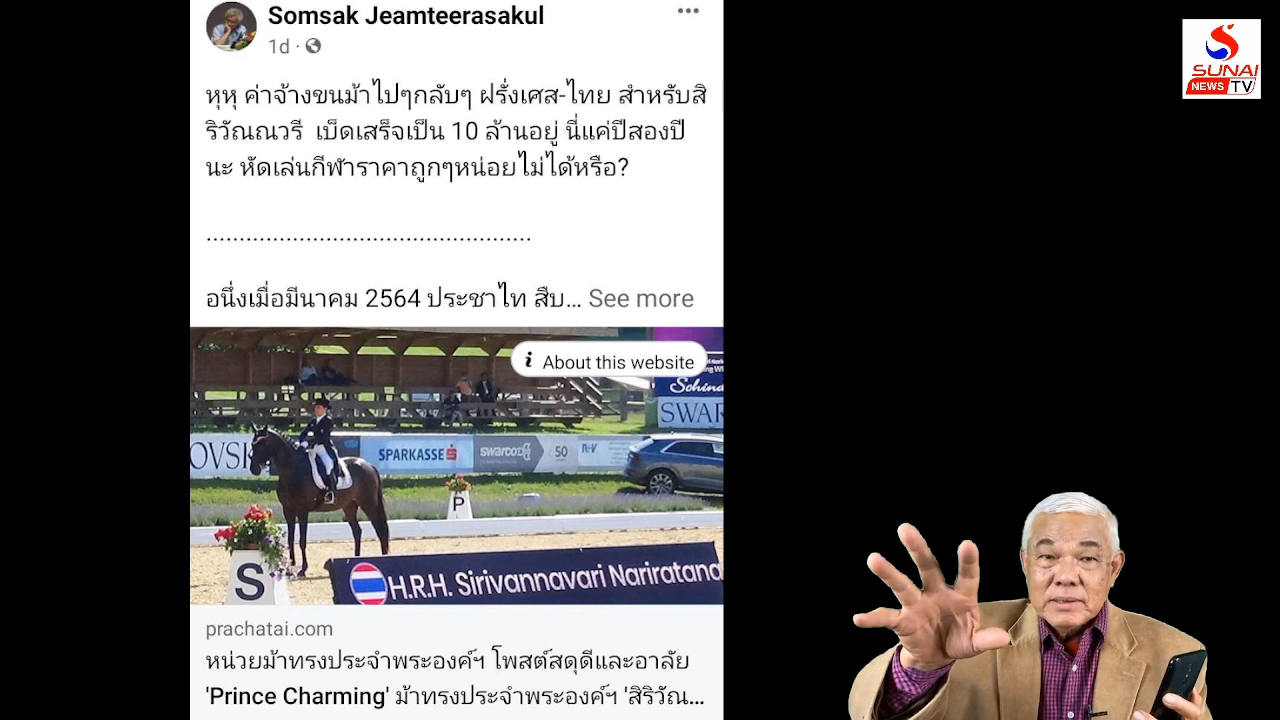 Somsak Jeamteerasakul
1d ·
หุหุ ค่าจ้างขนม้าไปๆกลับๆ ฝรั่งเศส-ไทย สำหรับสิ
ริวัณณวรี เบ็ดเสร็จเป็น 10 ล้านอยู่ นี่แค่ปีสองปี
นะ หัดเล่นกีฬาราคาถูกๆหน่อยไม่ได้หรือ?
.................................................
อนึ่งเมื่อมีนาคม 2564 ประชาไท สืบ... See more
About this website
Schind
SWAR
OVSK
SPARKASSE
swarco
50
P
S
H.R.H. Sirivannavari Nariratana
prachatai.com
หน่วยม้าทรงประจำพระองค์ฯ โพสต์สดุดีและอาลัย
'Prince Charming' ม้าทรงประจำพระองค์ฯ 'สิริวัณ...
SUNAI
NEWS TV